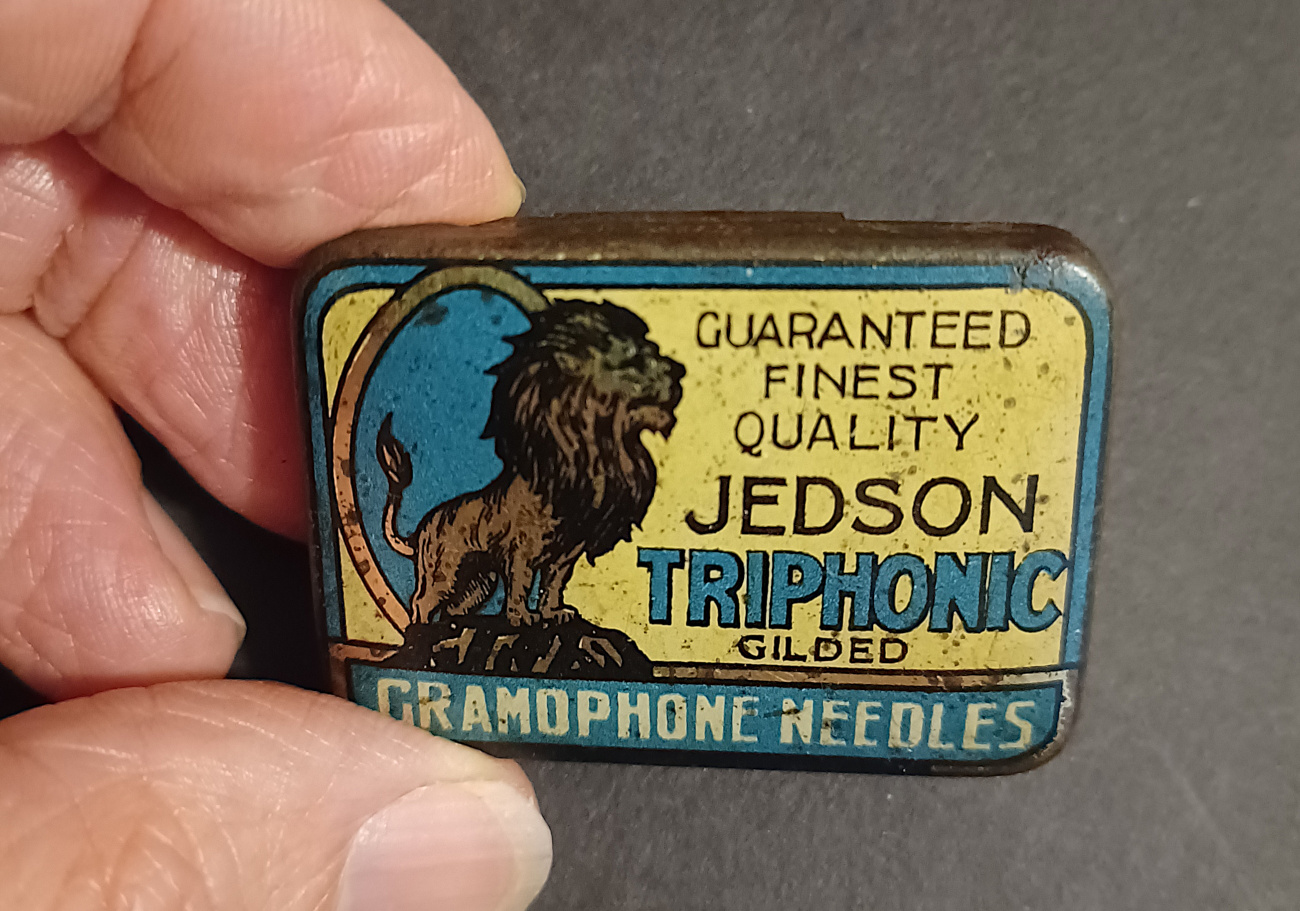 GUARANTEED
FINEST
QUALITY
JEDSON
TRIPHONIC
GILDED
GRAMOPHONE NEEDLES